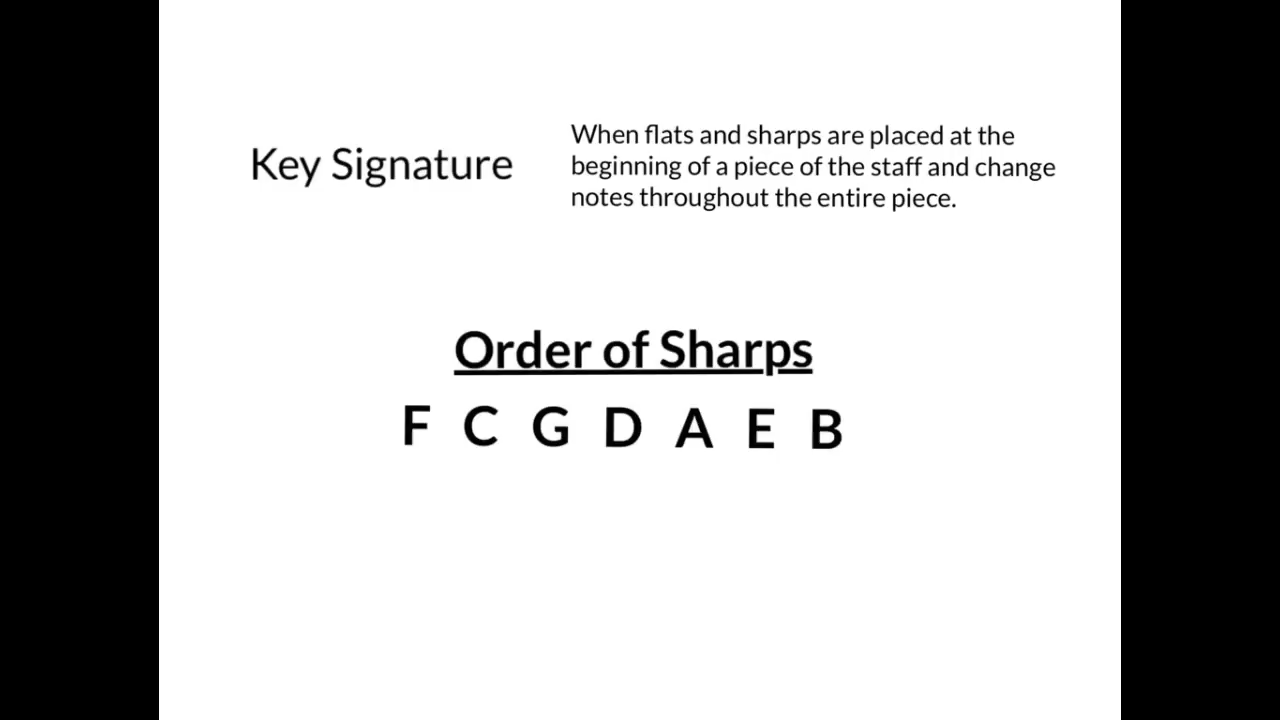 Key Signature
When flats and sharps are placed at the
beginning of a piece of the staff and change
notes throughout the entire piece.
Order of Sharps
F C G D A E B